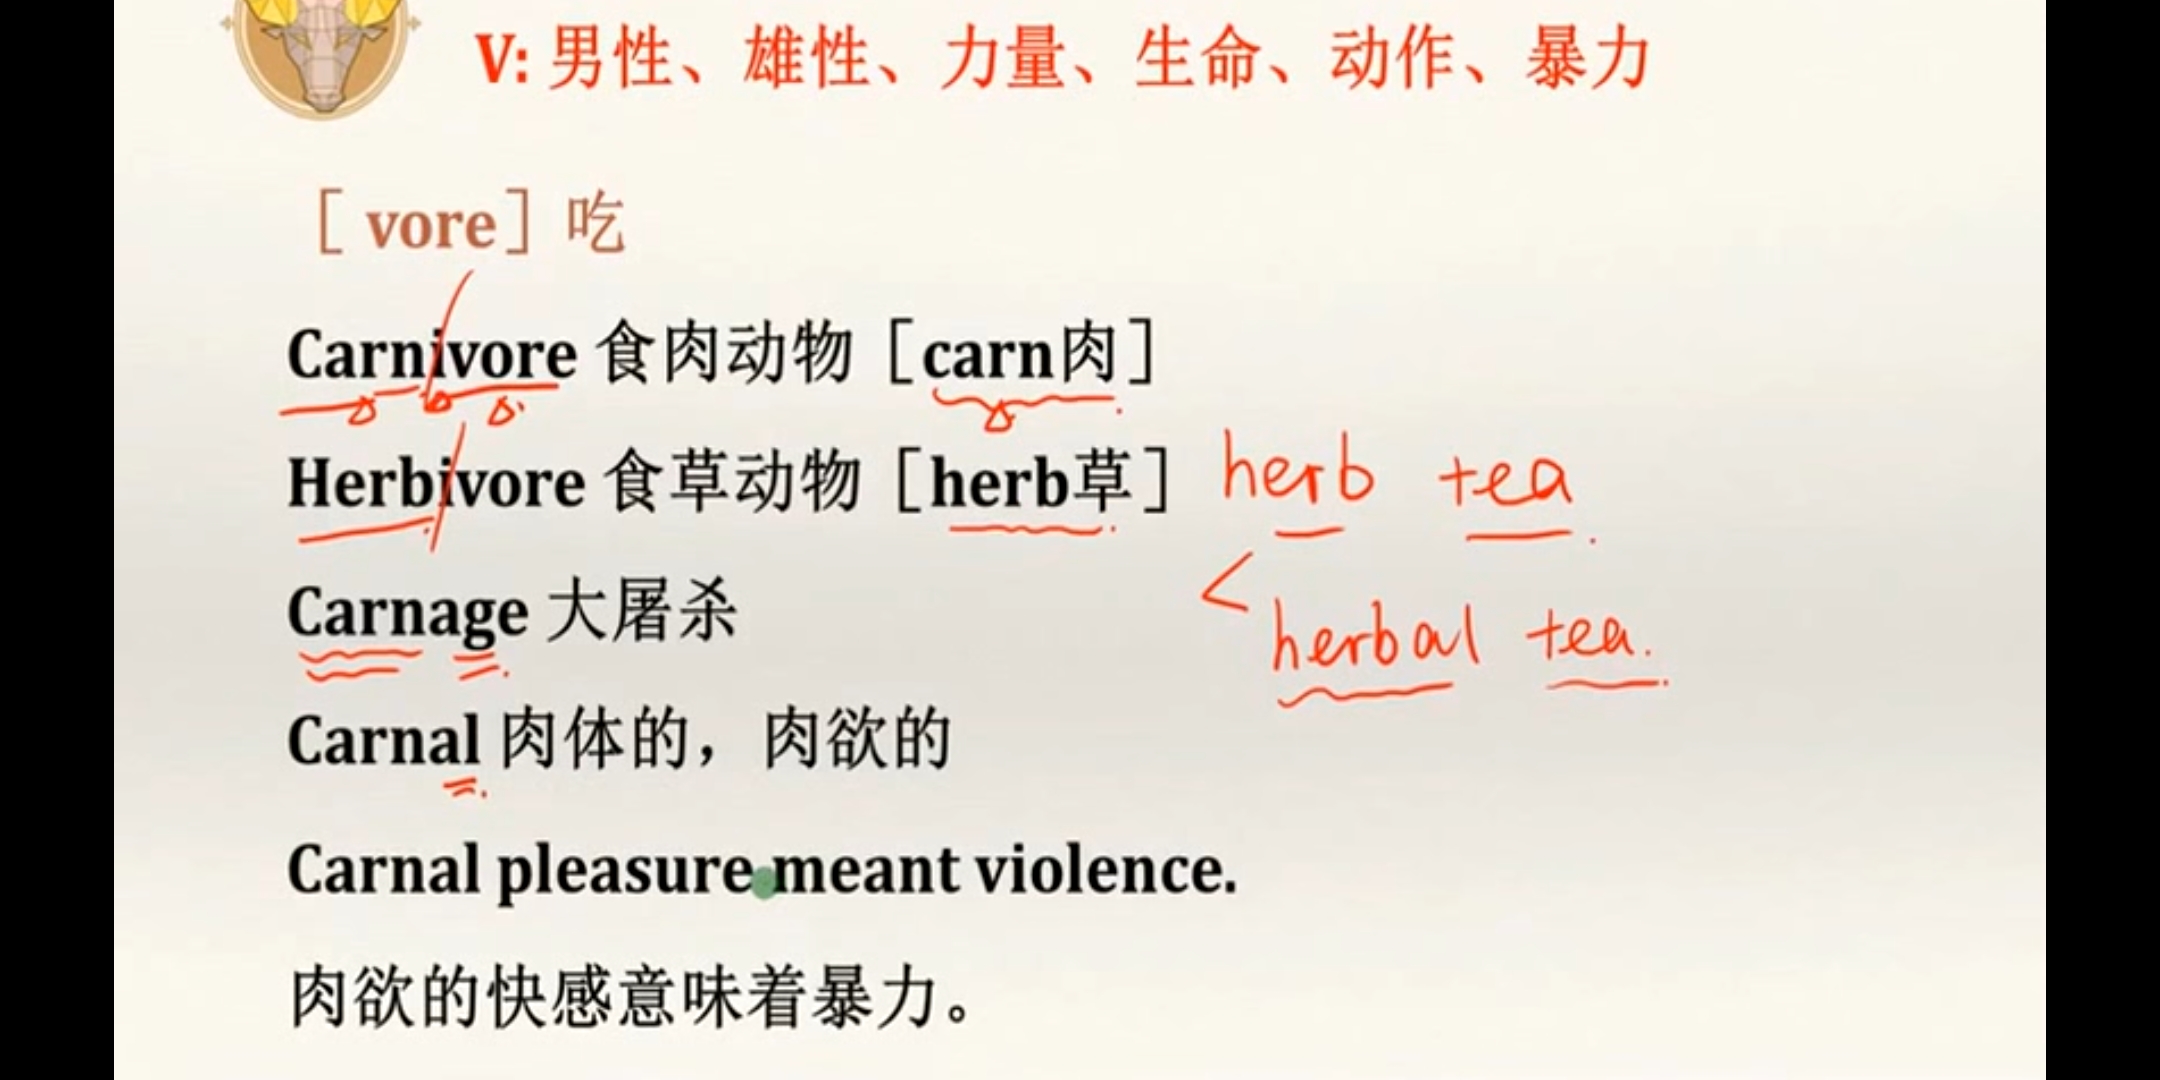 V: 男性、雄性、力量、生命、动作、暴力
［ vore］吃
Carnivore 食肉动物［carn肉］
Herbivore 食草动物［herb草］ herb tea
Carnage 大屠杀
< herbal tea.
Carnal 肉体的，肉欲的
Carnal pleasure meant violence.
肉欲的快感意味着暴力。